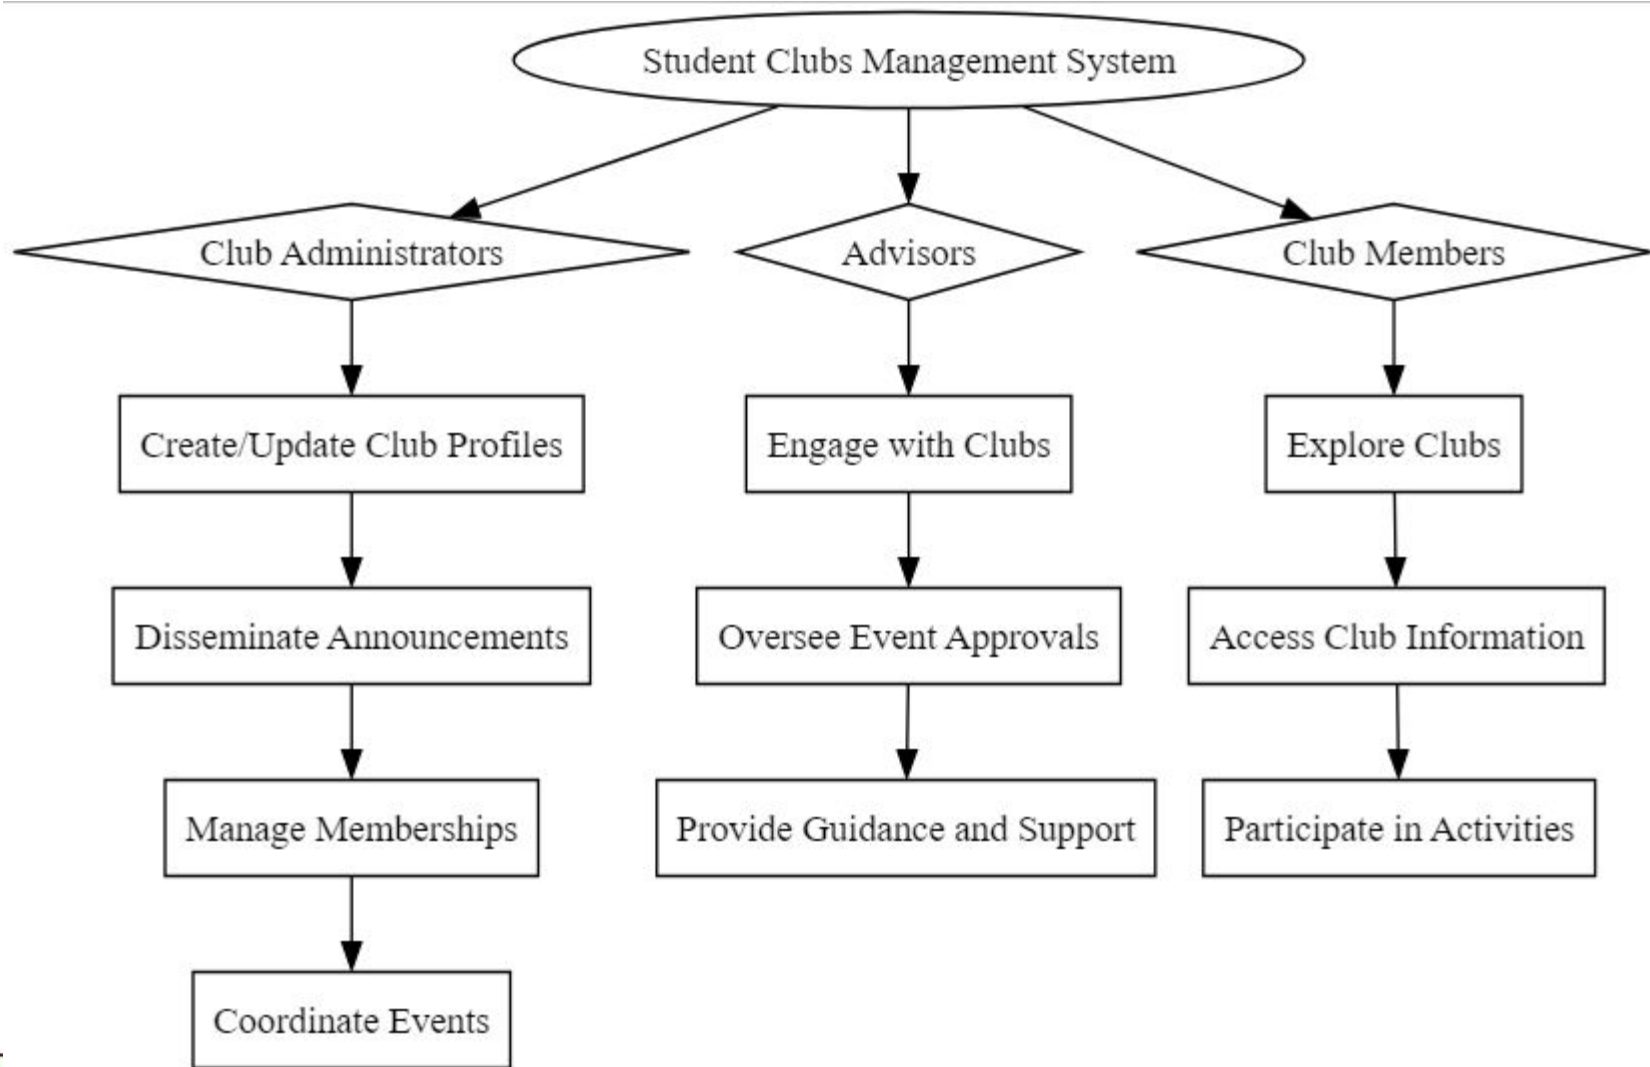 Student Clubs Management System
Club Administrators
Advisors
Club Members
Create/Update Club Profiles
Engage with Clubs
Explore Clubs
Disseminate Announcements
Oversee Event Approvals
Access Club Information
Manage Memberships
Provide Guidance and Support
Participate in Activities
Coordinate Events